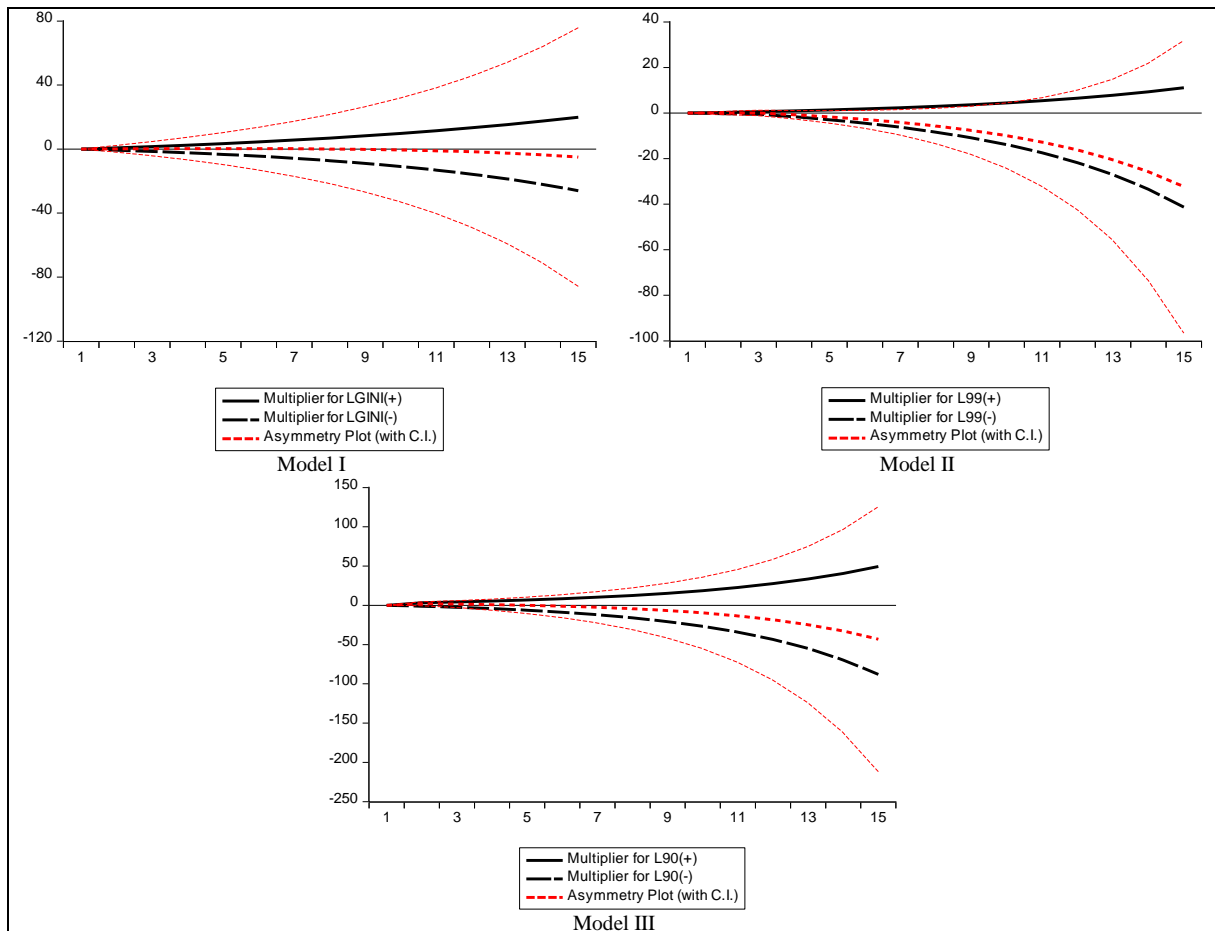 80
40
0
-40
-80
-120
1 3 5 7 9 11 13 15
Multiplier for LGINI(+)
Multiplier for LGINI(-)
Asymmetry Plot (with C.I.)
Model I
40
20
0
-20
-40
-60
-80
-100
1 3 5 7 9 11 13 15
Multiplier for L99(+)
Multiplier for L99(-)
Asymmetry Plot (with C.I.)
Model II
150
100
50
0
-50
-100
-150
-200
-250
1 3 5 7 9 11 13 15
Multiplier for L90(+)
Multiplier for L90(-)
Asymmetry Plot (with C.I.)
Model III